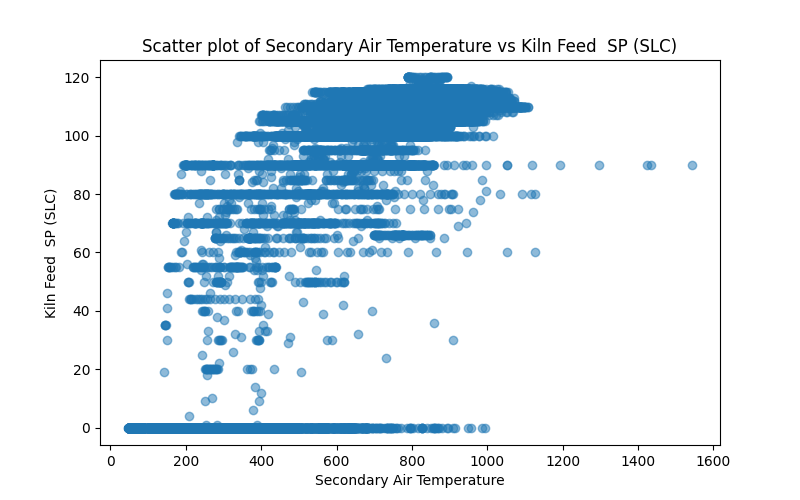 Scatter plot of Secondary Air Temperature vs Kiln Feed  SP (SLC)
120
100
80
60
40
20
0
Kiln Feed  SP (SLC)
0 200 400 600 800 1000 1200 1400 1600
Secondary Air Temperature